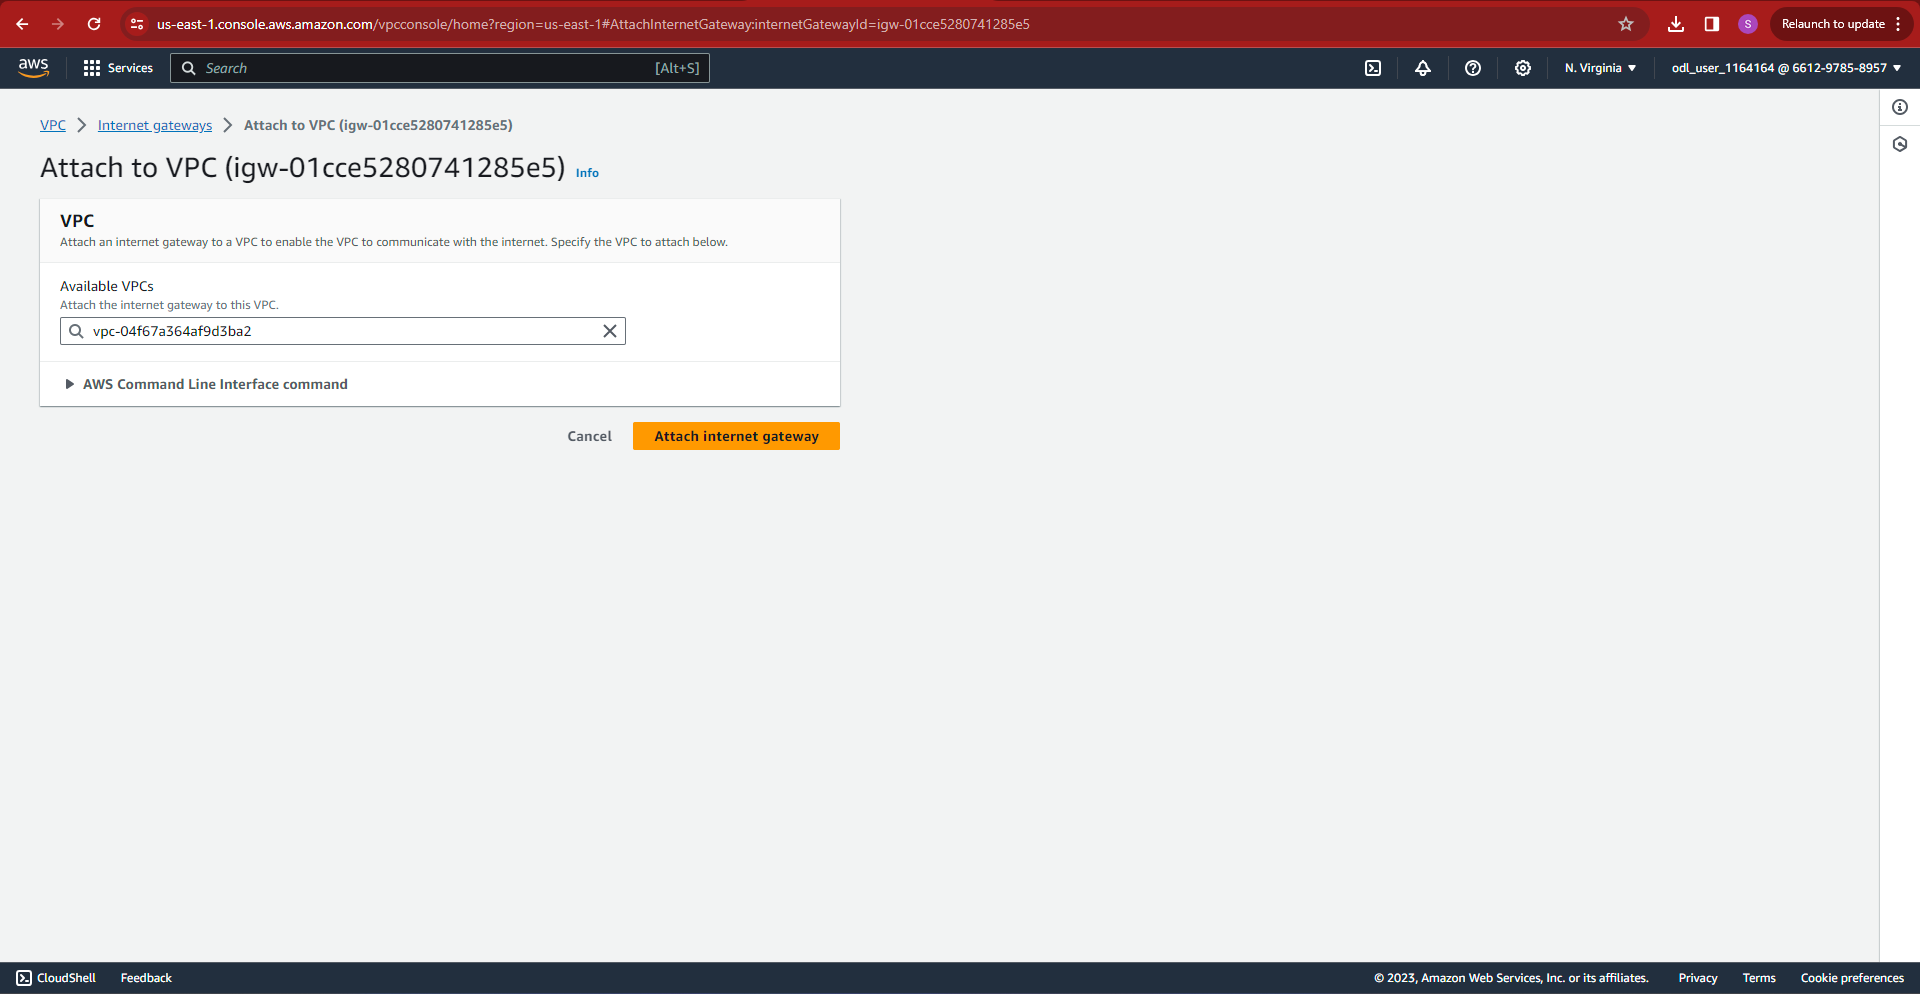 us-east-1.console.aws.amazon.com/vpcconsole/home?region=us-east-1#AttachInternetGateway:internetGatewayId=igw-01cce5280741285e5
S
Relaunch to update
aws
Services
Search
[Alt+S]
N. Virginia
odl_user_1164164 @ 6612-9785-8957
VPC
Internet gateways
Attach to VPC (igw-01cce5280741285e5)
Attach to VPC (igw-01cce5280741285e5) Info
VPC
Attach an internet gateway to a VPC to enable the VPC to communicate with the internet. Specify the VPC to attach below.
Available VPCs
Attach the internet gateway to this VPC.
vpc-04f67a364af9d3ba2
AWS Command Line Interface command
Cancel
Attach internet gateway
CloudShell
Feedback
© 2023, Amazon Web Services, Inc. or its affiliates.
Privacy
Terms
Cookie preferences